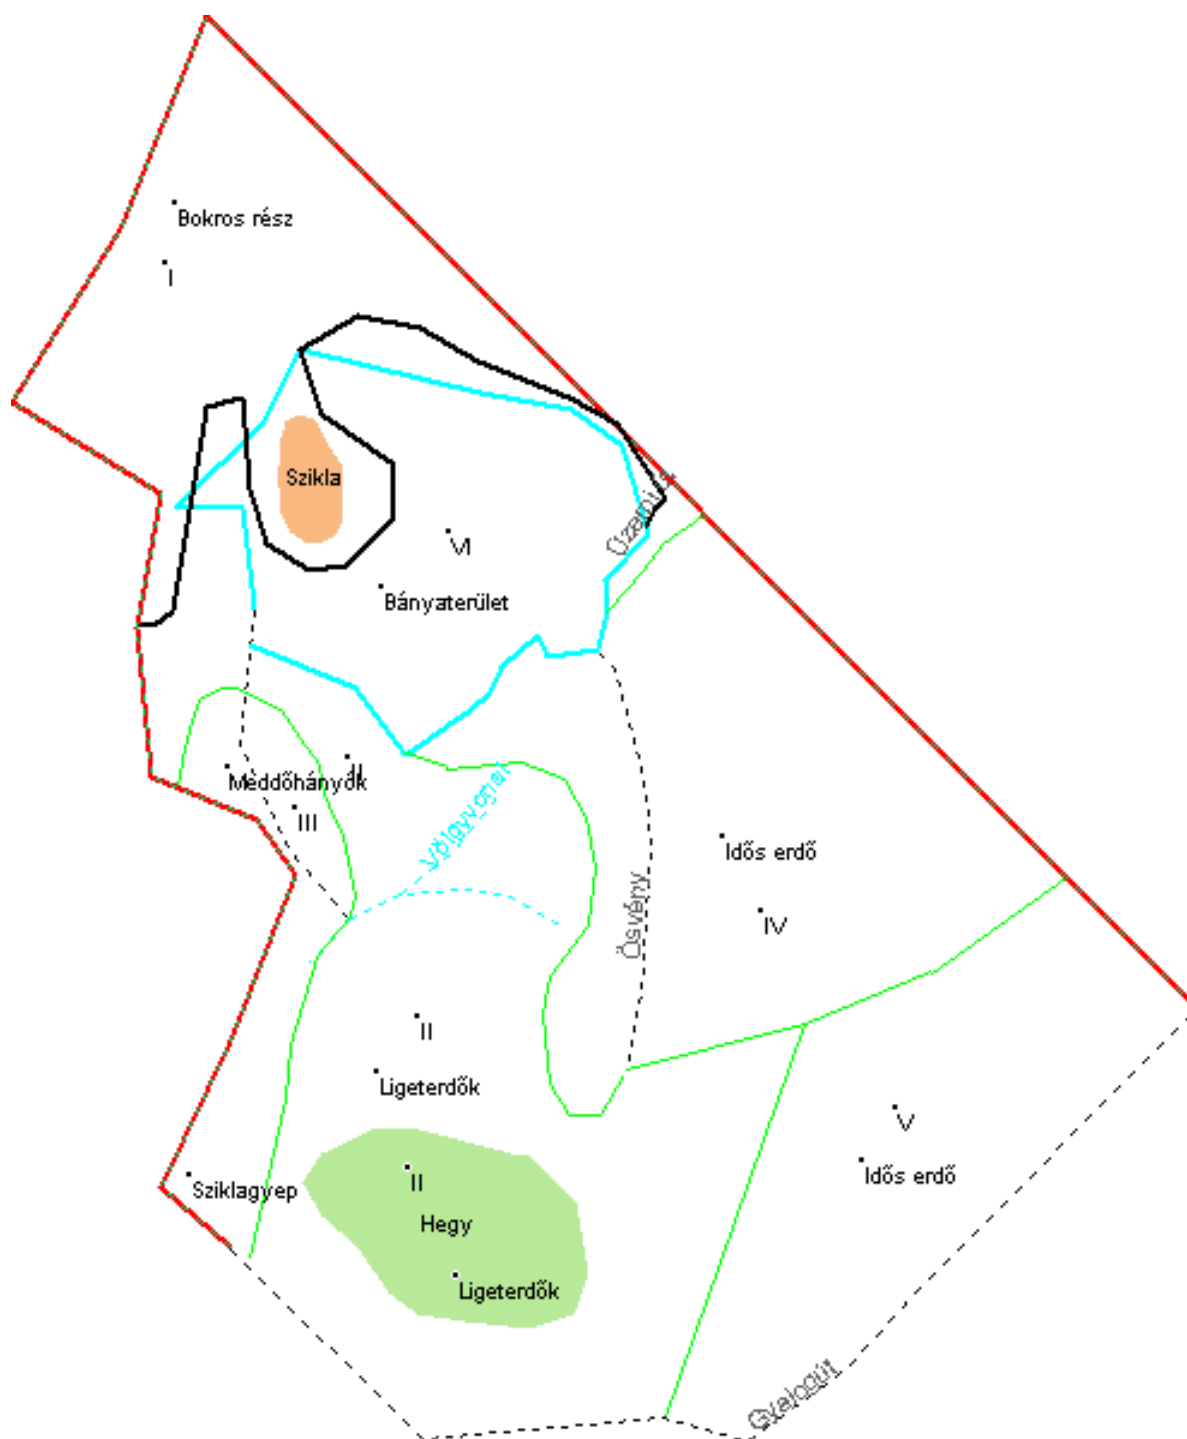 Bokros rész
I
Szikla
Üzemi út
VI
Bányaterület
II
Meddőhányók
III
Völgyvonal
Idős erdő
Ösvény
IV
II
Ligeterdők
V
Idős erdő
II
Sziklagyep
Hegy
Ligeterdők
Gyalogút